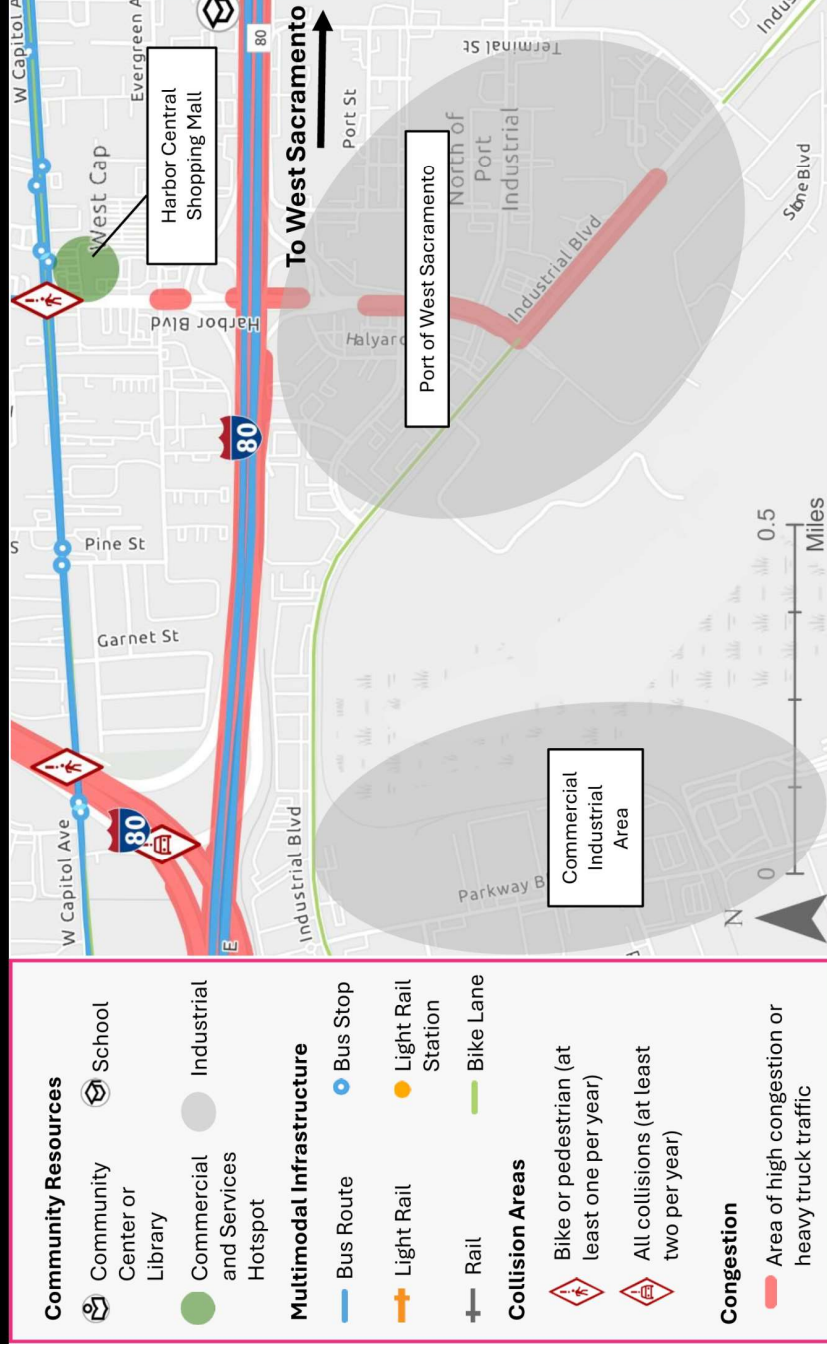 Community Resources
Community
Center or
Library
School
Commercial
and Services
Hotspot
Industrial
Multimodal Infrastructure
Bus Route
Bus Stop
Light Rail
Light Rail
Station
Rail
Bike Lane
Collision Areas
Bike or pedestrian (at
least one per year)
All collisions (at least
two per year)
Congestion
Area of high congestion or
heavy truck traffic
W Capitol Ave
Garnet St
Pine St
S
W Capitol A
Evergreen A
West Cap
Harbor Central
Shopping Mall
80
80
80
E
Harbor Blvd
To West Sacramento
Industrial Blvd
Halyard
Port St
Terminal St
Port of West Sacramento
North of
Port
Industrial
Industrial Blvd
Indus
Parkway B
Commercial
Industrial
Area
Stone Blvd
N
0
0.5
Miles